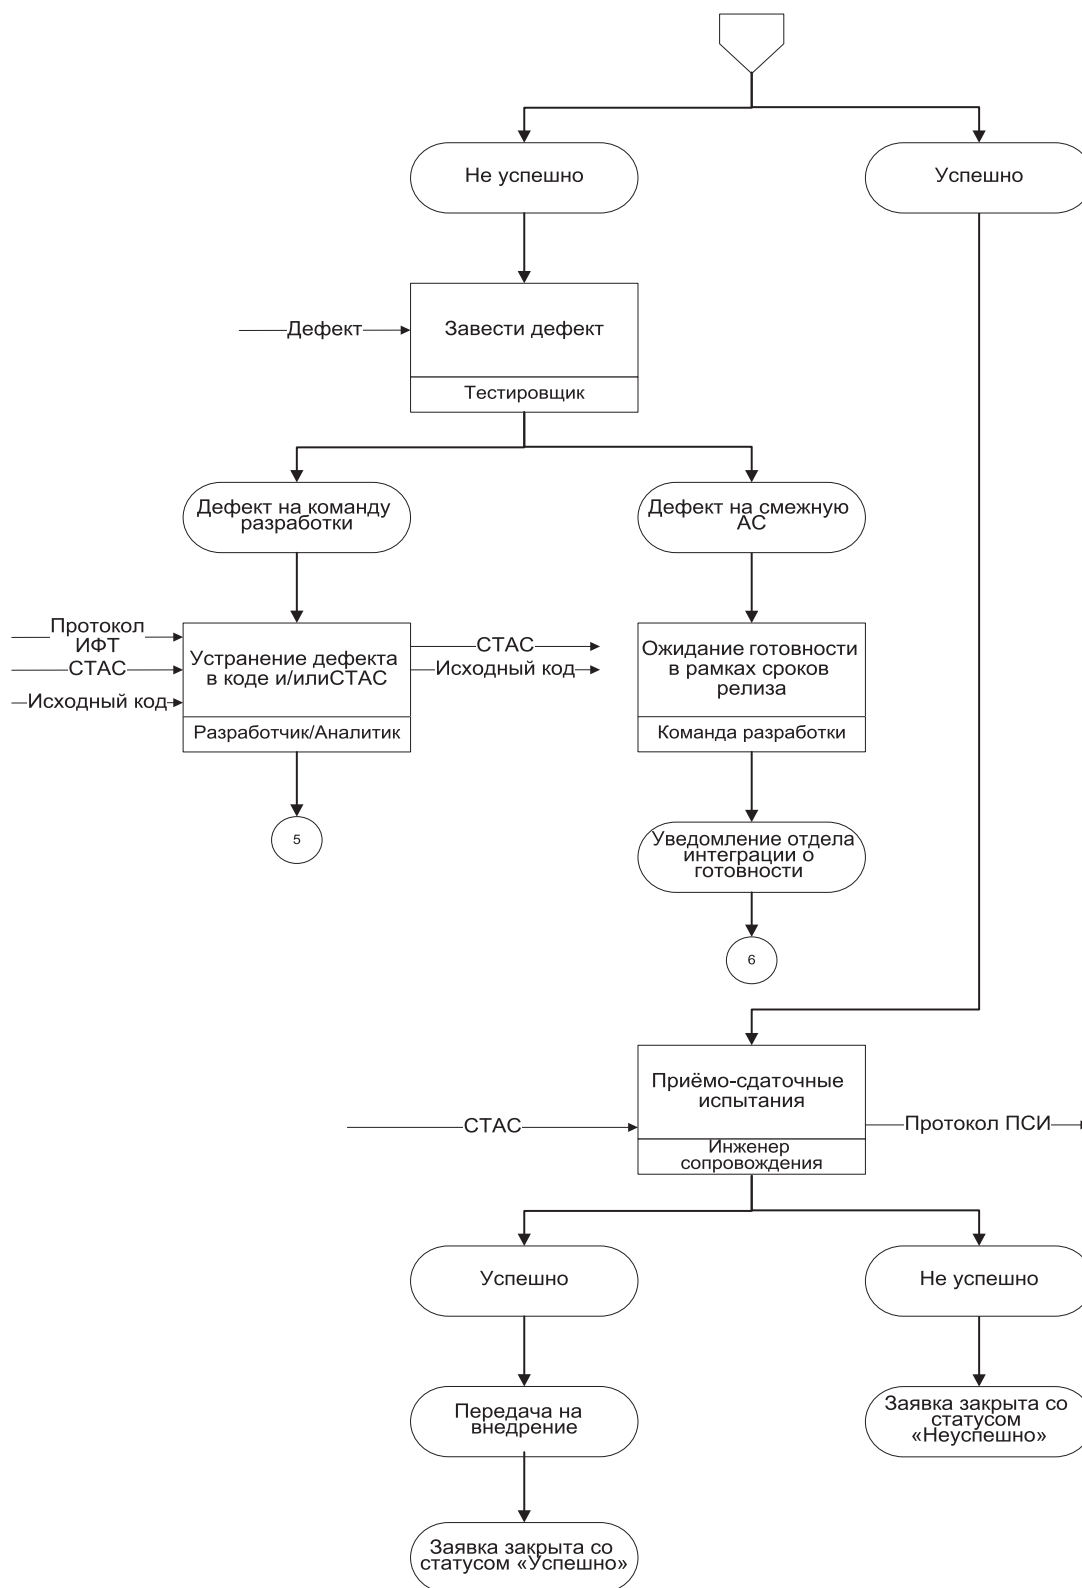 Не успешно
Успешно
Дефект
Завести дефект
Тестировщик
Дефект на команду
разработки
Дефект на смежную
АС
Протокол
ИФТ
СТАС
Исходный код
Устранение дефекта
в коде и/илиСТАС
Разработчик/Аналитик
СТАС
Исходный код
Ожидание готовности
в рамках сроков
релиза
Команда разработки
5
Уведомление отдела
интеграции о
готовности
6
СТАС
Приёмо-сдаточные
испытания
Инженер
сопровождения
Протокол ПСИ
Успешно
Не успешно
Передача на
внедрение
Заявка закрыта со
статусом
«Неуспешно»
Заявка закрыта со
статусом «Успешно»